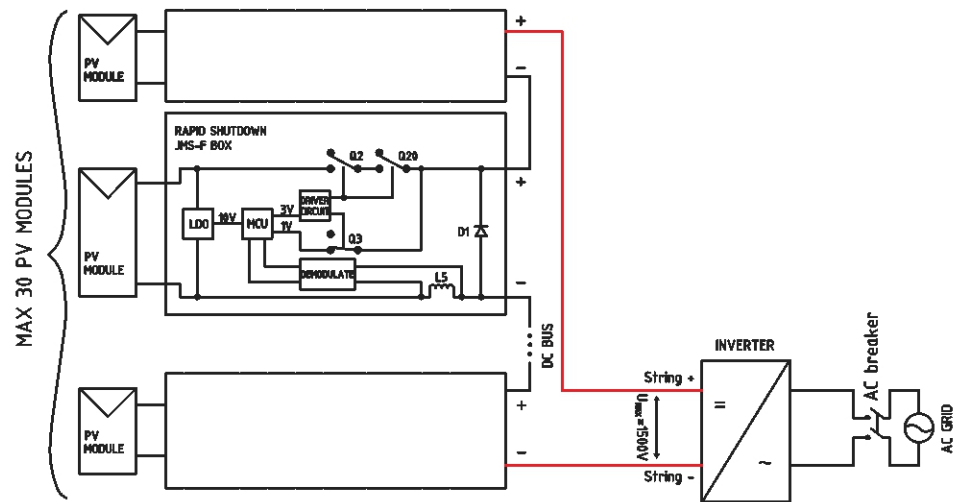 MAX 30 PV MODULES
PV
MODULE
+
−
RAPID SHUTDOWN
JMS-F BOX
Q2
Q20
PV
MODULE
LDO
10V
MCU
3V
1V
DRIVER
CIRCUIT
Q3
DEMODULATE
L5
D1
+
−
DC BUS
PV
MODULE
+
−
String +
Umax=1500V
String -
INVERTER
=
~
AC breaker
AC GRID